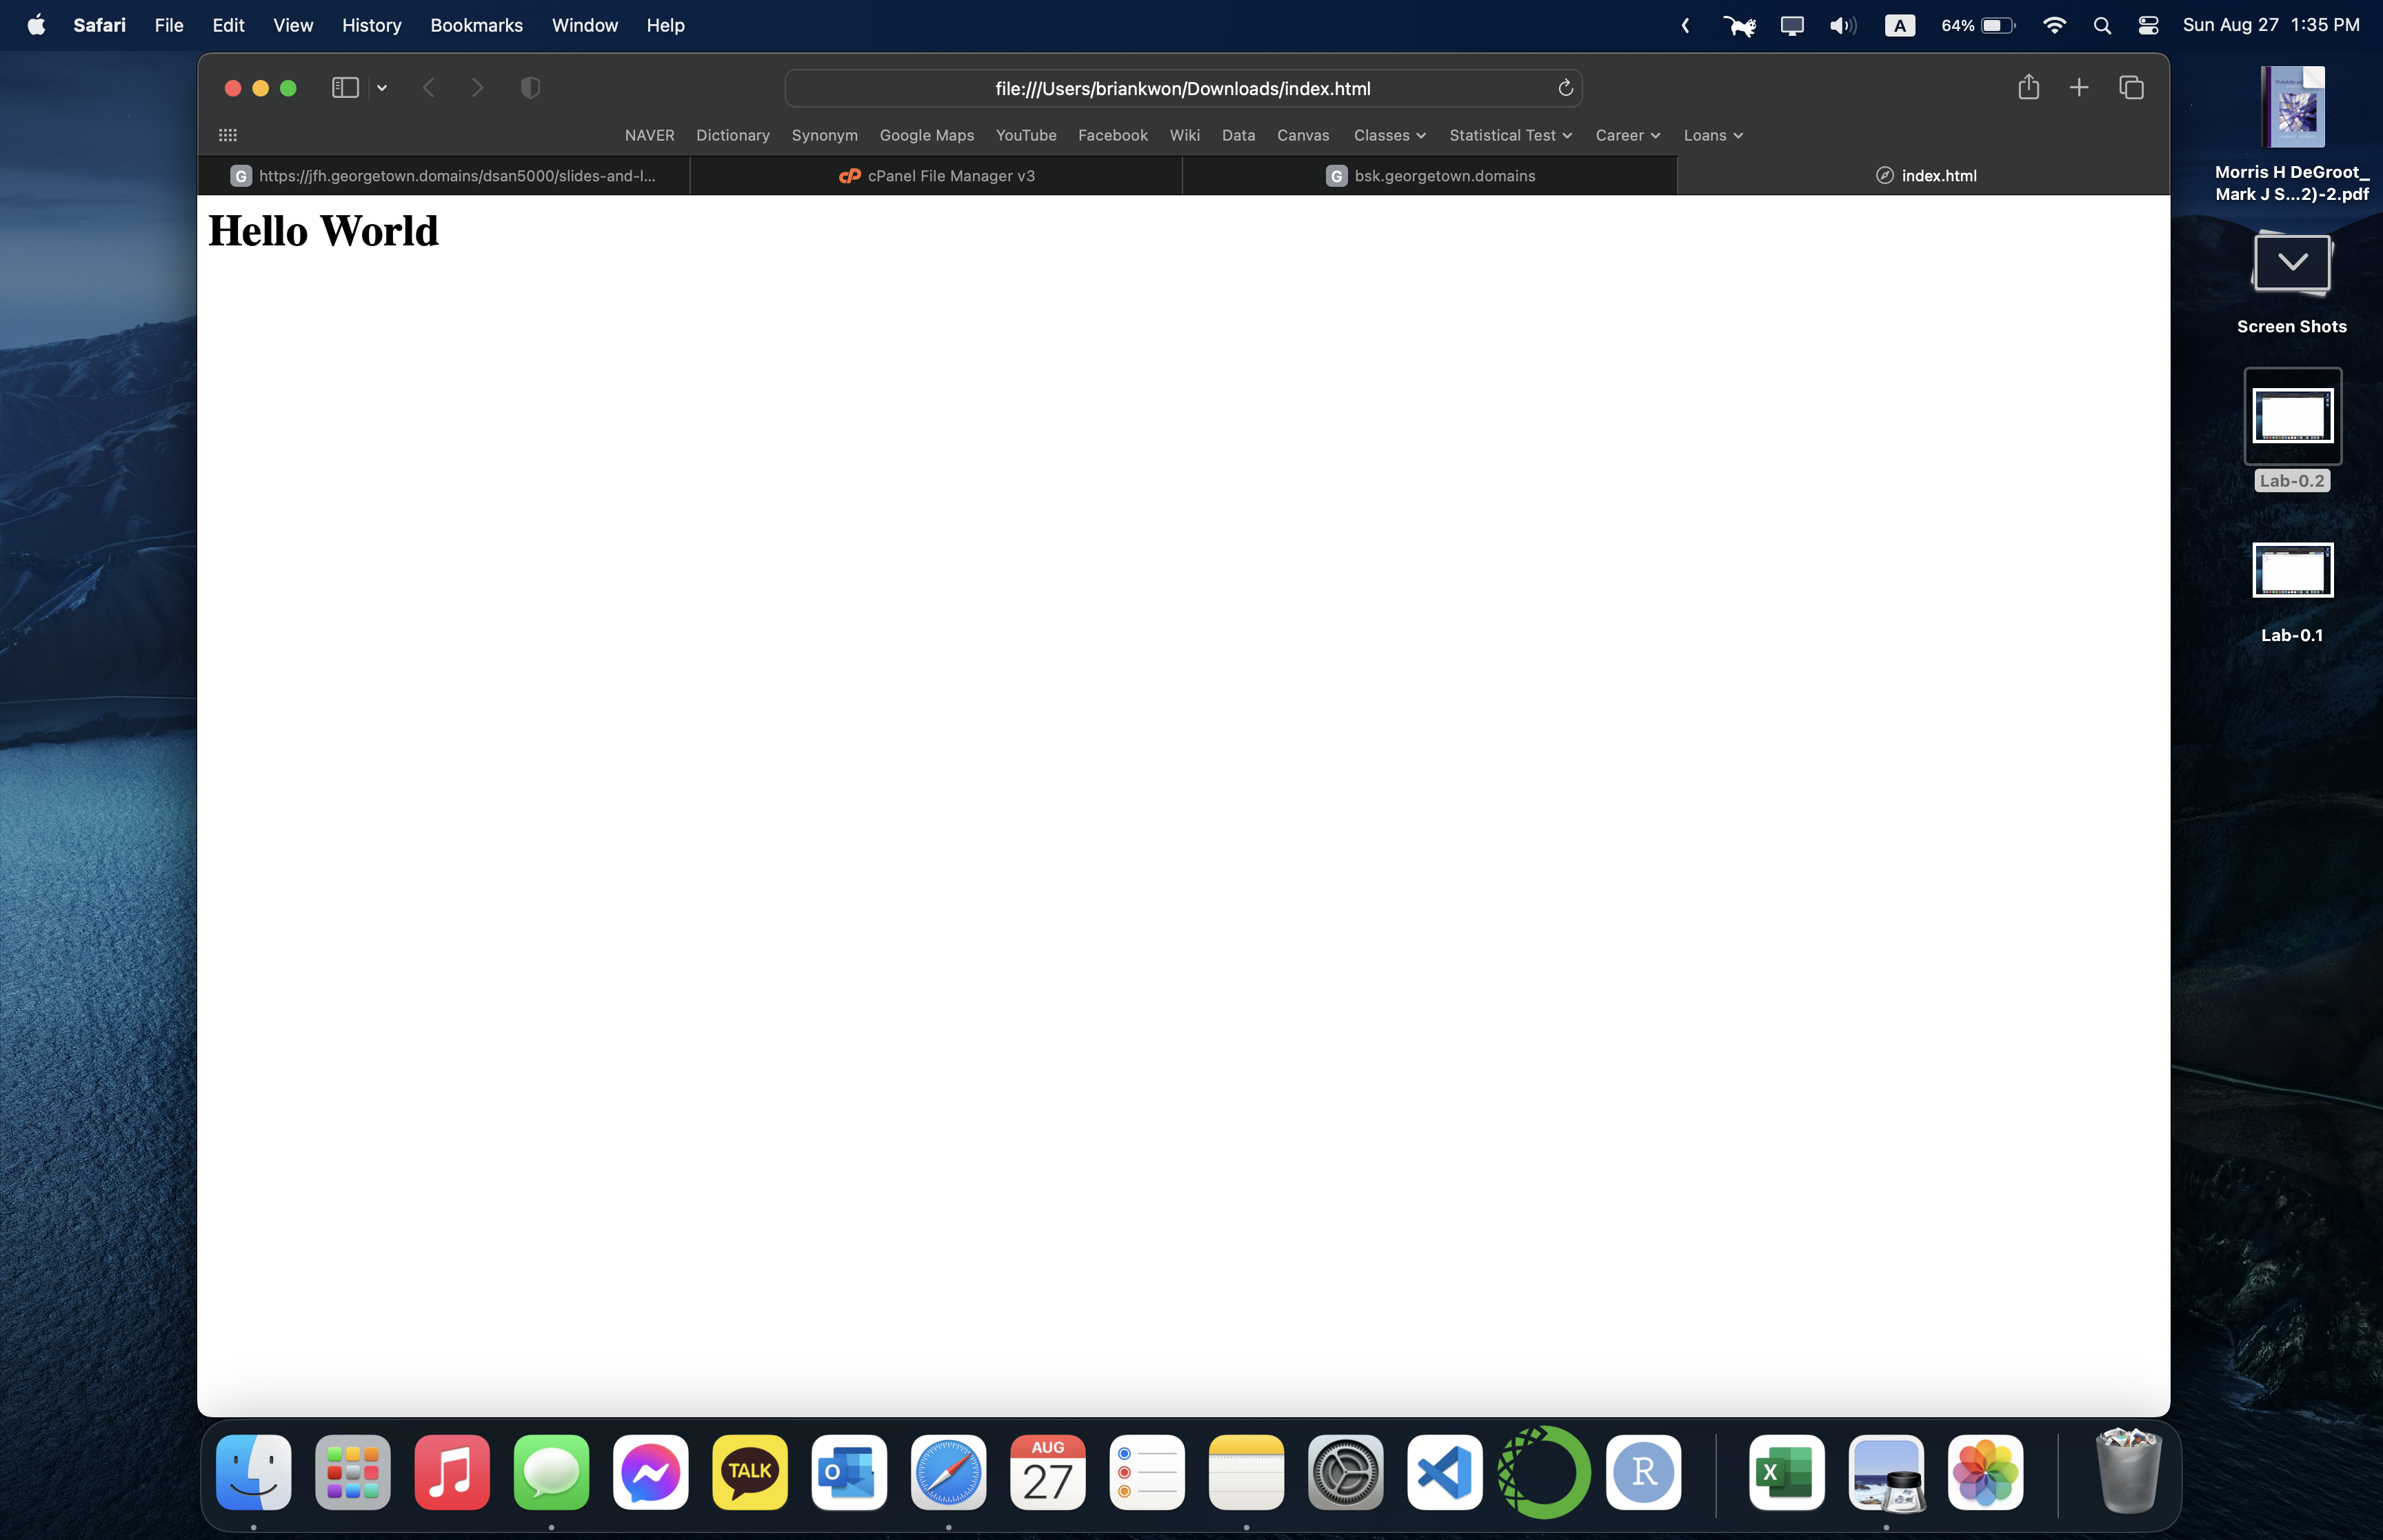 Safari File Edit View History Bookmarks Window Help
A 64% Sun Aug 27 1:35 PM
file:///Users/briankwon/Downloads/index.html
NAVER Dictionary Synonym Google Maps YouTube Facebook Wiki Data Canvas Classes Statistical Test Career Loans
G https://jfh.georgetown.domains/dsan5000/slides-and-l... cP cPanel File Manager v3 G bsk.georgetown.domains index.html
Hello World
Morris H DeGroot_
Mark J S...2)-2.pdf
Screen Shots
Lab-0.2
Lab-0.1
TALK
O
AUG
27
R
X